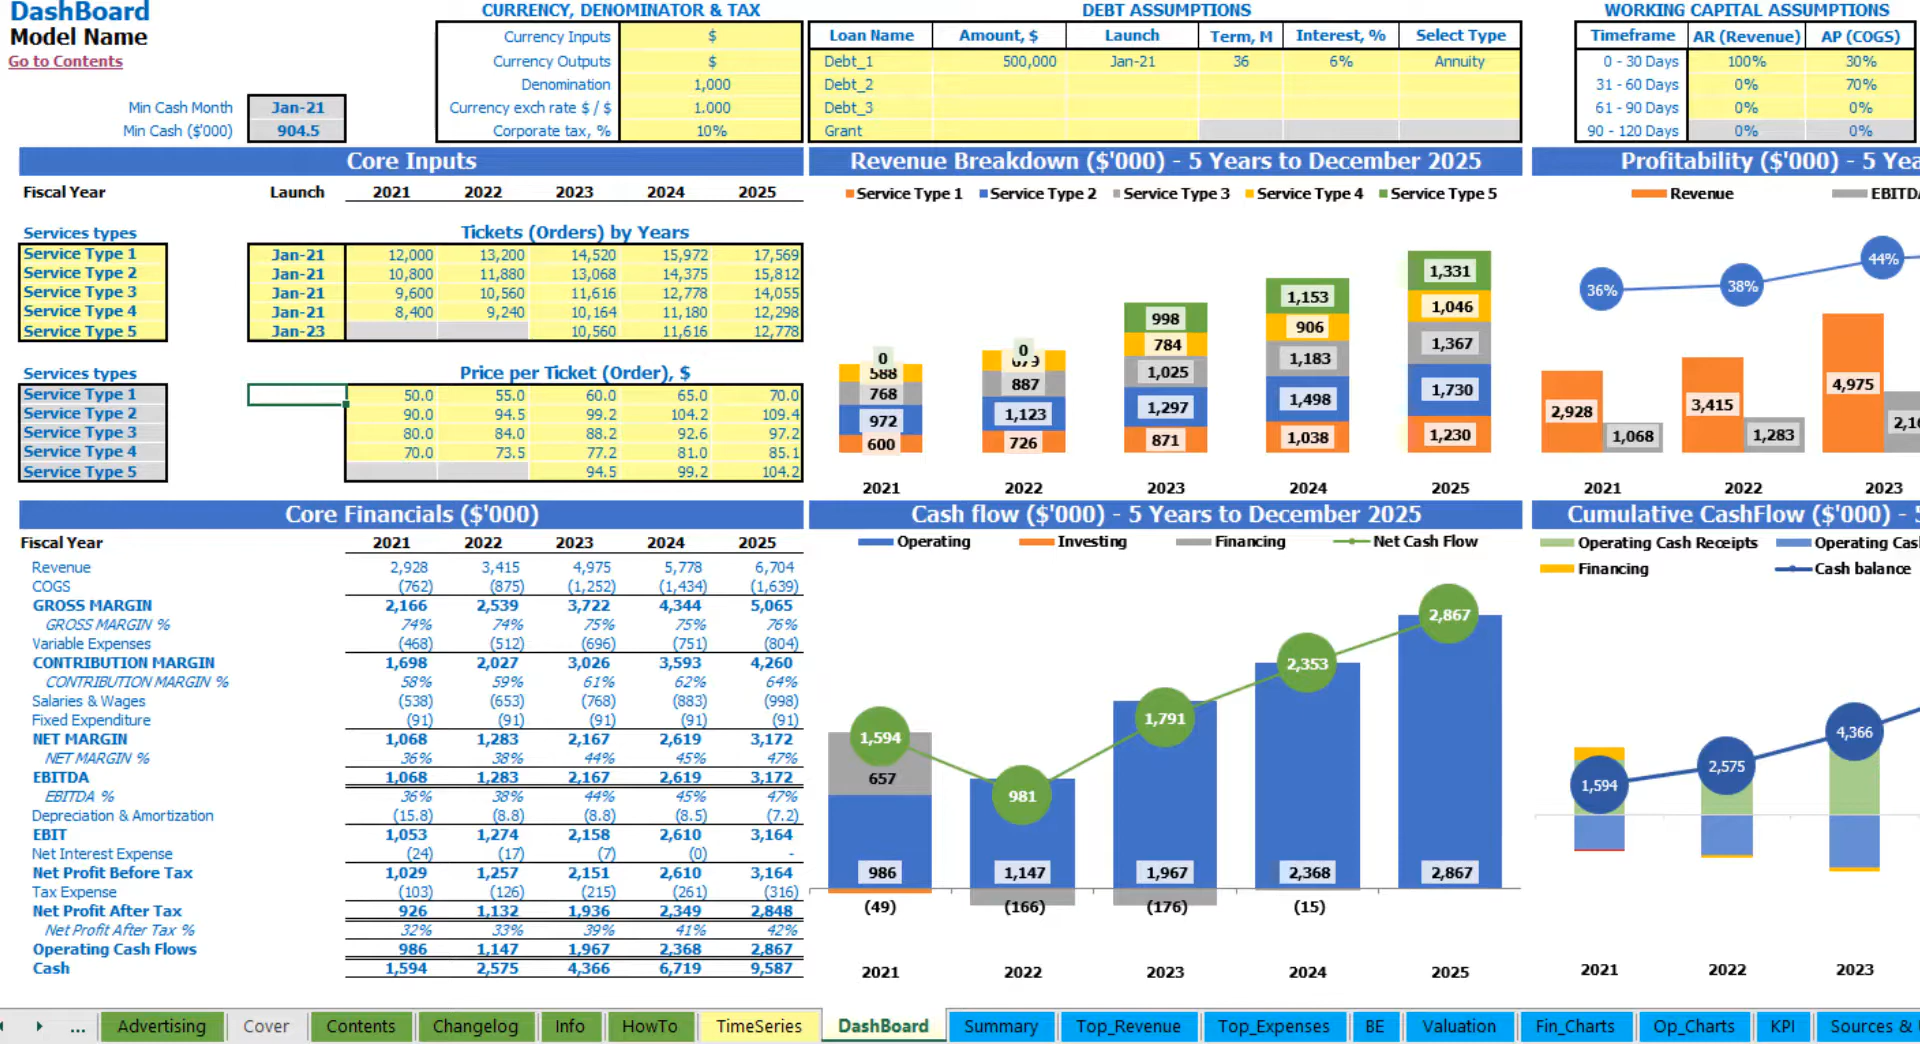 DashBoard
Model Name
Go to Contents
Min Cash Month Jan-21
Min Cash ($'000) 904.5
CURRENCY, DENOMINATOR & TAX
Currency Inputs $
Currency Outputs $
Denomination 1,000
Currency exch rate $ / $ 1.000
Corporate tax, % 10%
DEBT ASSUMPTIONS
Loan Name Amount, $ Launch Term, M Interest, % Select Type
Debt_1 500,000 Jan-21 36 6% Annuity
Debt_2
Debt_3
Grant
WORKING CAPITAL ASSUMPTIONS
Timeframe AR (Revenue) AP (COGS)
0 - 30 Days 100% 30%
31 - 60 Days 0% 70%
61 - 90 Days 0% 0%
90 - 120 Days 0% 0%
Core Inputs
Fiscal Year Launch 2021 2022 2023 2024 2025
Services types Tickets (Orders) by Years
Service Type 1 Jan-21 12,000 13,200 14,520 15,972 17,569
Service Type 2 Jan-21 10,800 11,880 13,068 14,375 15,812
Service Type 3 Jan-21 9,600 10,560 11,616 12,778 14,055
Service Type 4 Jan-21 8,400 9,240 10,164 11,180 12,298
Service Type 5 Jan-23 10,560 11,616 12,778
Services types Price per Ticket (Order), $
Service Type 1 50.0 55.0 60.0 65.0 70.0
Service Type 2 90.0 94.5 99.2 104.2 109.4
Service Type 3 80.0 84.0 88.2 92.6 97.2
Service Type 4 70.0 73.5 77.2 81.0 85.1
Service Type 5 94.5 99.2 104.2
Revenue Breakdown ($'000) - 5 Years to December 2025
Service Type 1 Service Type 2 Service Type 3 Service Type 4 Service Type 5
0 588 768 972 600
0 887 1,123 726
998 784 1,025 1,297 871
1,153 906 1,183 1,498 1,038
1,331 1,046 1,367 1,730 1,230
2021 2022 2023 2024 2025
Profitability ($'000) - 5 Yea
Revenue EBITDA
36% 38% 44%
2,928 1,068 3,415 1,283 4,975 2,16
2021 2022 2023
Core Financials ($'000)
Fiscal Year 2021 2022 2023 2024 2025
Revenue 2,928 3,415 4,975 5,778 6,704
COGS (762) (875) (1,252) (1,434) (1,639)
GROSS MARGIN 2,166 2,539 3,722 4,344 5,065
GROSS MARGIN % 74% 74% 75% 75% 76%
Variable Expenses (468) (512) (696) (751) (804)
CONTRIBUTION MARGIN 1,698 2,027 3,026 3,593 4,260
CONTRIBUTION MARGIN % 58% 59% 61% 62% 64%
Salaries & Wages (538) (653) (768) (883) (998)
Fixed Expenditure (91) (91) (91) (91) (91)
NET MARGIN 1,068 1,283 2,167 2,619 3,172
NET MARGIN % 36% 38% 44% 45% 47%
EBITDA 1,068 1,283 2,167 2,619 3,172
EBITDA % 36% 38% 44% 45% 47%
Depreciation & Amortization (15.8) (8.8) (8.8) (8.5) (7.2)
EBIT 1,053 1,274 2,158 2,610 3,164
Net Interest Expense (24) (17) (7) (0) -
Net Profit Before Tax 1,029 1,257 2,151 2,610 3,164
Tax Expense (103) (126) (215) (261) (316)
Net Profit After Tax 926 1,132 1,936 2,349 2,848
Net Profit After Tax % 32% 33% 39% 41% 42%
Operating Cash Flows 986 1,147 1,967 2,368 2,867
Cash 1,594 2,575 4,366 6,719 9,587
Cash flow ($'000) - 5 Years to December 2025
Operating Investing Financing Net Cash Flow
1,594 981 1,791 2,353 2,867
657
986 1,147 1,967 2,368 2,867
(49) (166) (176) (15)
2021 2022 2023 2024 2025
Cumulative CashFlow ($'000) - 5
Operating Cash Receipts Operating Cas
Financing Cash balance
1,594 2,575 4,366
2021 2022 2023
... Advertising Cover Contents Changelog Info HowTo TimeSeries DashBoard Summary Top_Revenue Top_Expenses BE Valuation Fin_Charts Op_Charts KPI Sources &